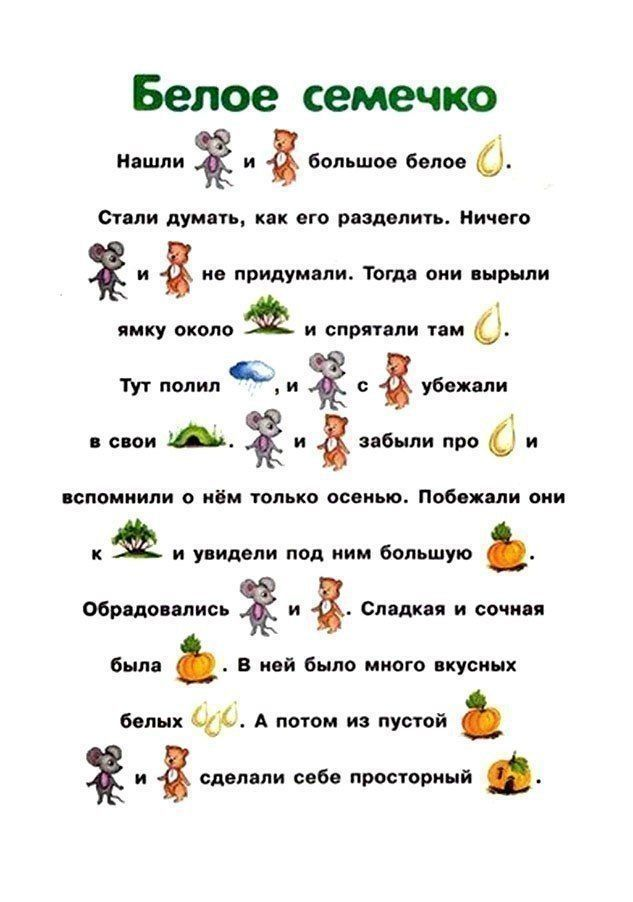 Белое семечко
Нашли и большое белое .
Стали думать, как его разделить. Ничего
и не придумали. Тогда они вырыли
ямку около и спрятали там .
Тут полил , и с убежали
в свои . и забыли про и
вспомнили о нём только осенью. Побежали они
к и увидели под ним большую .
Обрадовались и . Сладкая и сочная
была . В ней было много вкусных
белых . А потом из пустой
и сделали себе просторный .